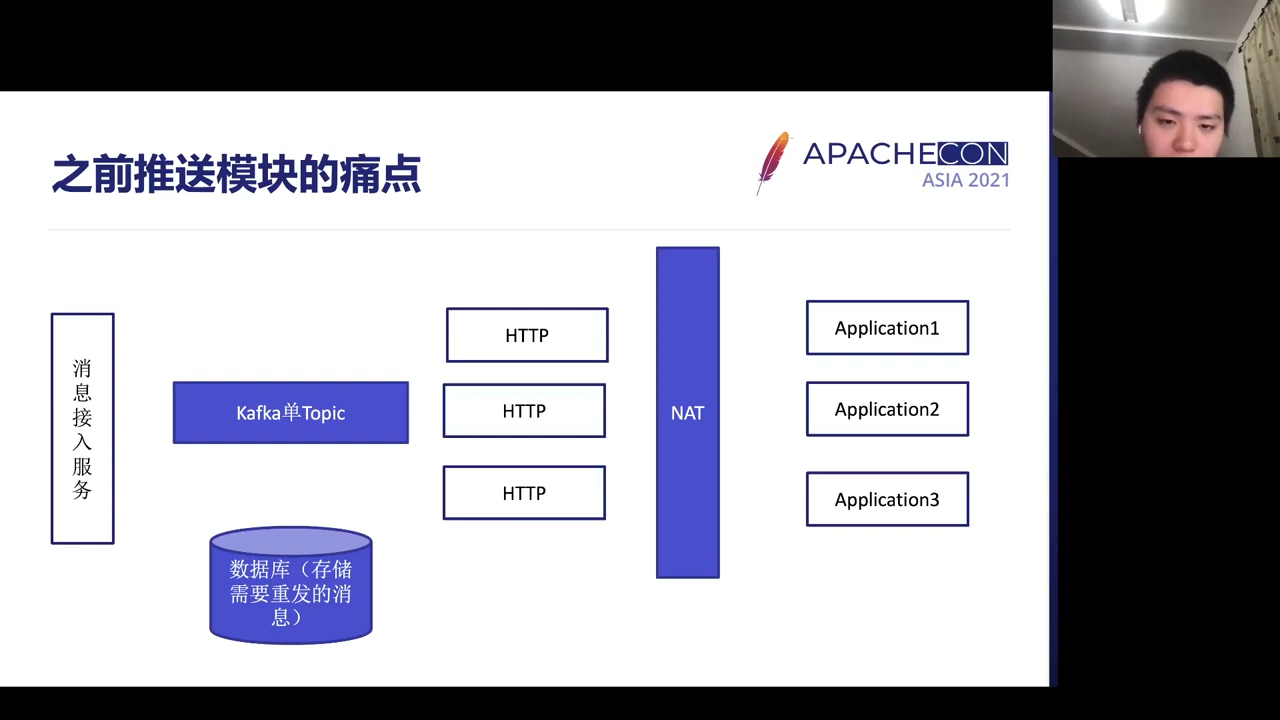 之前推送模块的痛点
APACHECON
ASIA 2021
消
息
接
入
服
务
Kafka单Topic
数据库（存储
需要重发的消
息）
HTTP
HTTP
HTTP
NAT
Application1
Application2
Application3